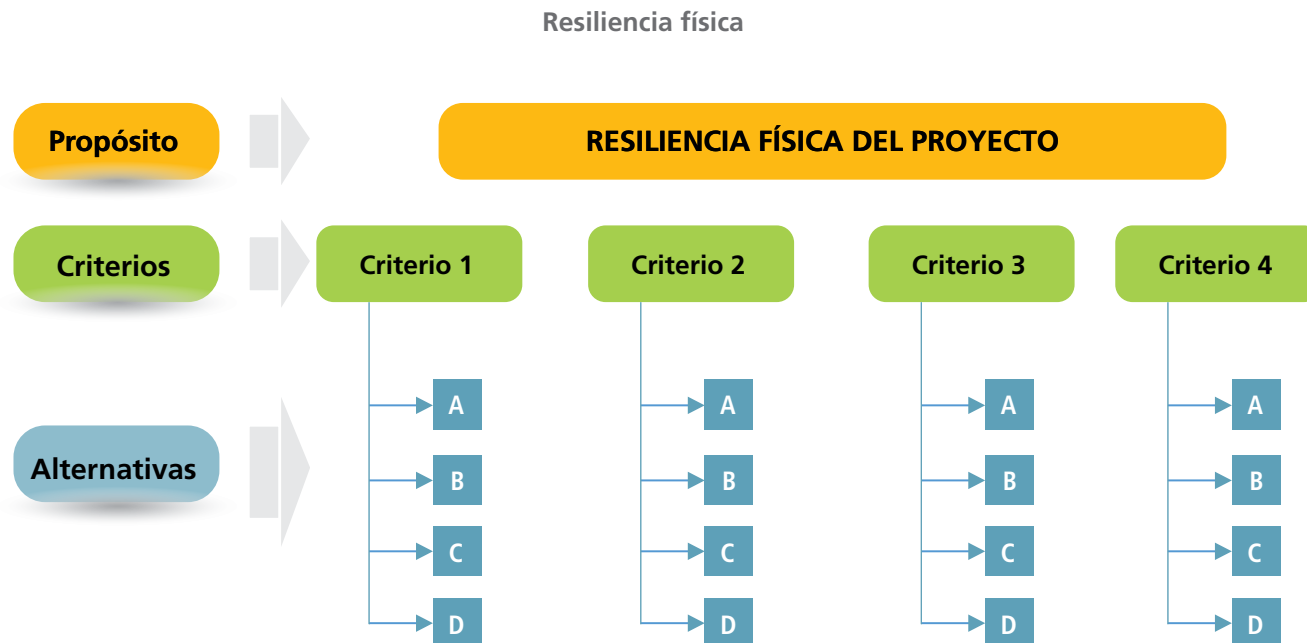 Resiliencia física
Propósito
RESILIENCIA FÍSICA DEL PROYECTO
Criterios
Criterio 1
Criterio 2
Criterio 3
Criterio 4
Alternativas
A
A
A
A
B
B
B
B
C
C
C
C
D
D
D
D